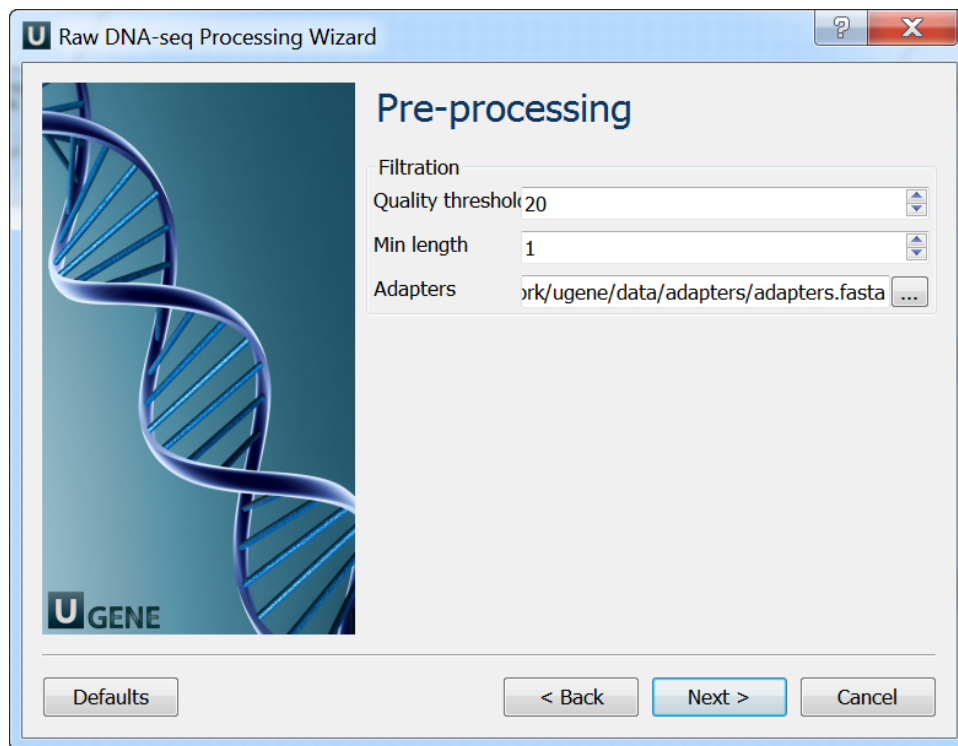 U Raw DNA-seq Processing Wizard
Pre-processing
Filtration
Quality threshol 20
Min length 1
Adapters ork/ugene/data/adapters/adapters.fasta ...
U GENE
Defaults < Back Next > Cancel